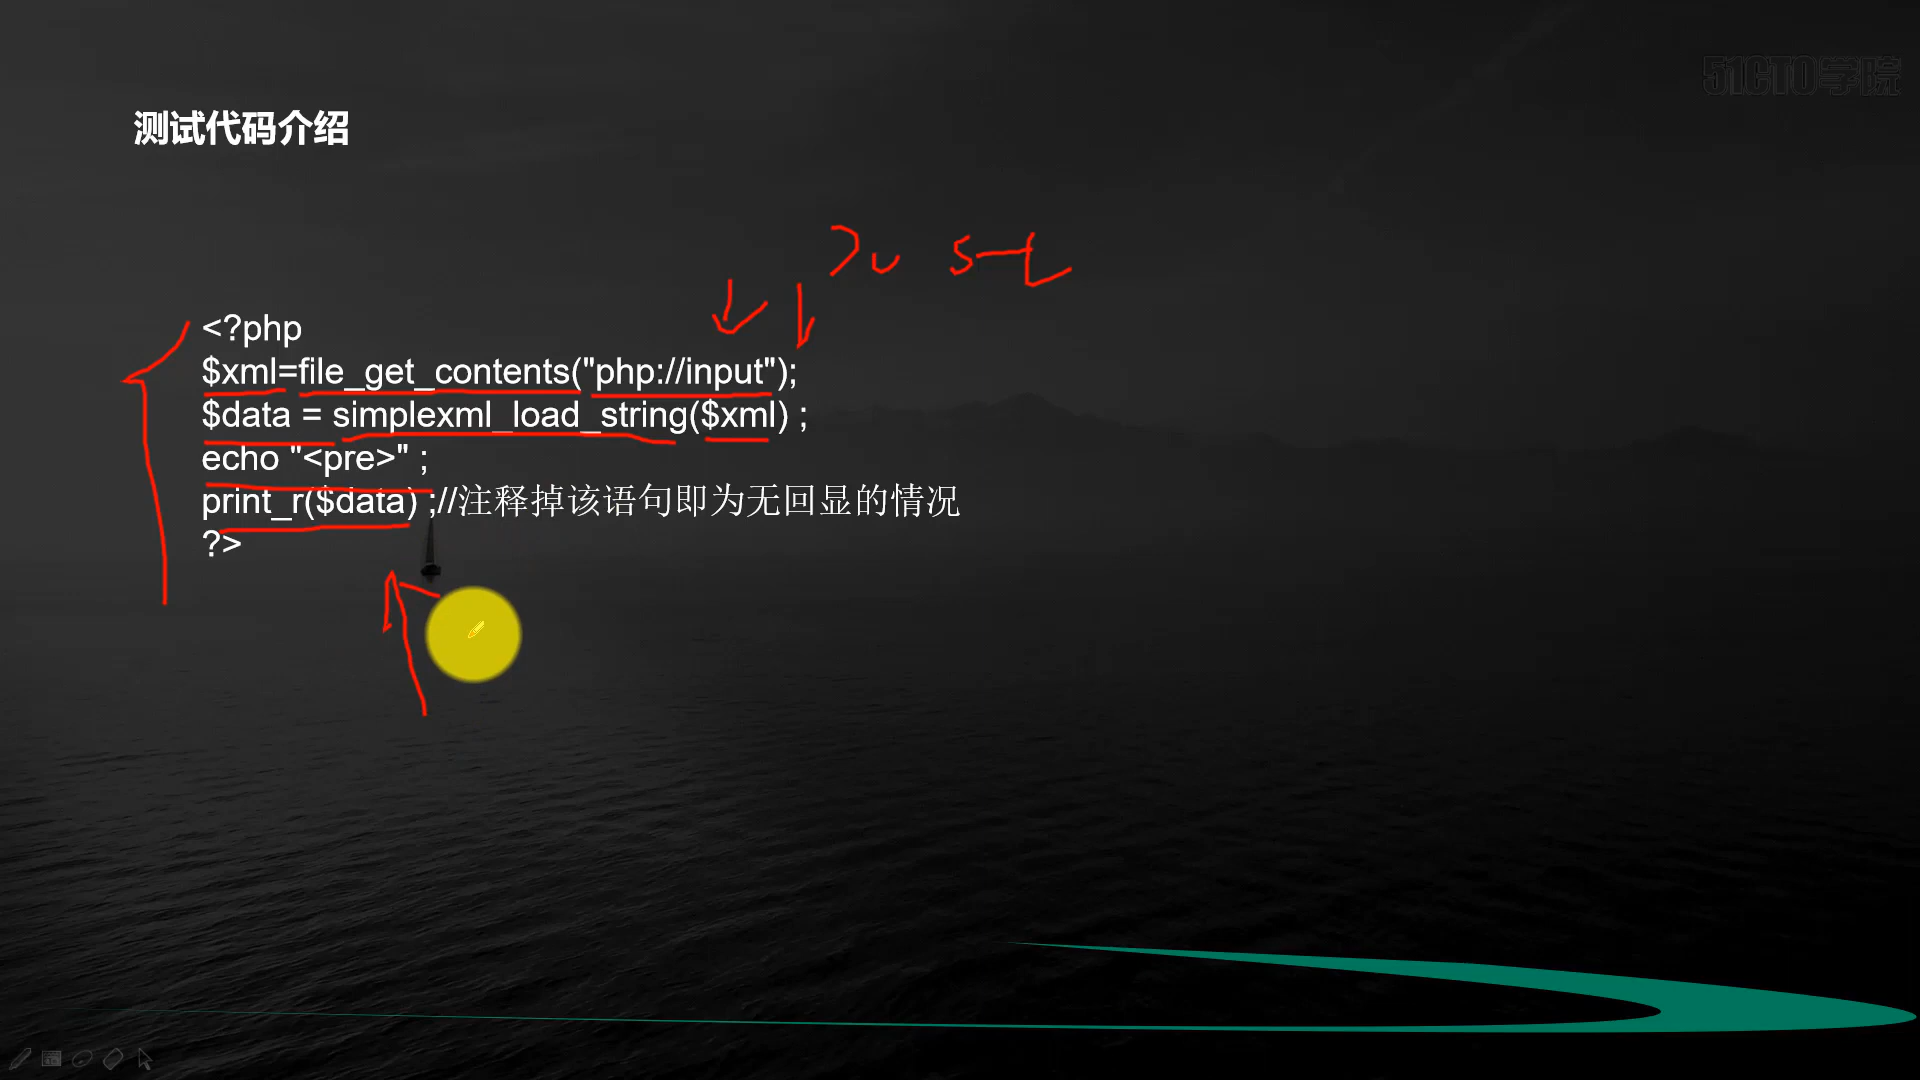 51CTO学院
测试代码介绍
<?php
$xml=file_get_contents("php://input");
$data = simplexml_load_string($xml) ;
echo "<pre>" ;
print_r($data) ;//注释掉该语句即为无回显的情况
?>